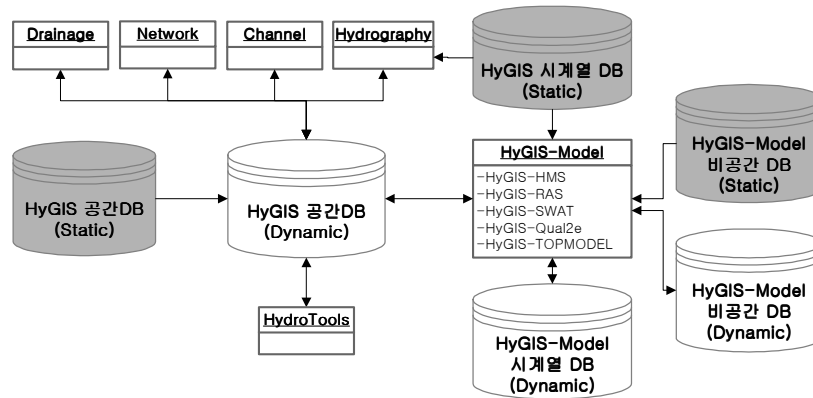 Drainage
Network
Channel
Hydrography
HyGIS 시계열 DB
(Static)
HyGIS 공간DB
(Static)
HyGIS 공간DB
(Dynamic)
HyGIS-Model
-HyGIS-HMS
-HyGIS-RAS
-HyGIS-SWAT
-HyGIS-Qual2e
-HyGIS-TOPMODEL
HyGIS-Model
비공간 DB
(Static)
HyGIS-Model
비공간 DB
(Dynamic)
HydroTools
HyGIS-Model
시계열 DB
(Dynamic)